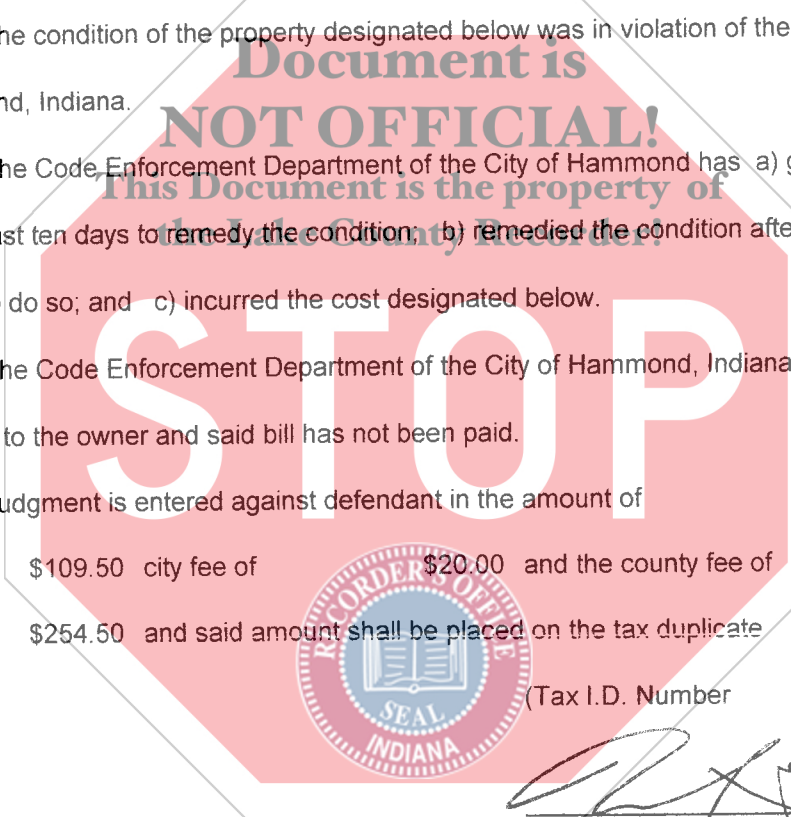 he condition of the property designated below was in violation of the
Document is
nd, Indiana.
NOT OFFICIAL!
he Code Enforcement Department of the City of Hammond has a) g
This Document is the property of
st ten days to remedy the condition; b) remedied the condition afte
the Lake County Recorder!
do so; and c) incurred the cost designated below.
STOP
he Code Enforcement Department of the City of Hammond, Indiana
to the owner and said bill has not been paid.
udgment is entered against defendant in the amount of
$109.50 city fee of $20.00 and the county fee of
$254.50 and said amount shall be placed on the tax duplicate
RECORDER'S OFFICE
(Tax I.D. Number
SEAL
INDIANA